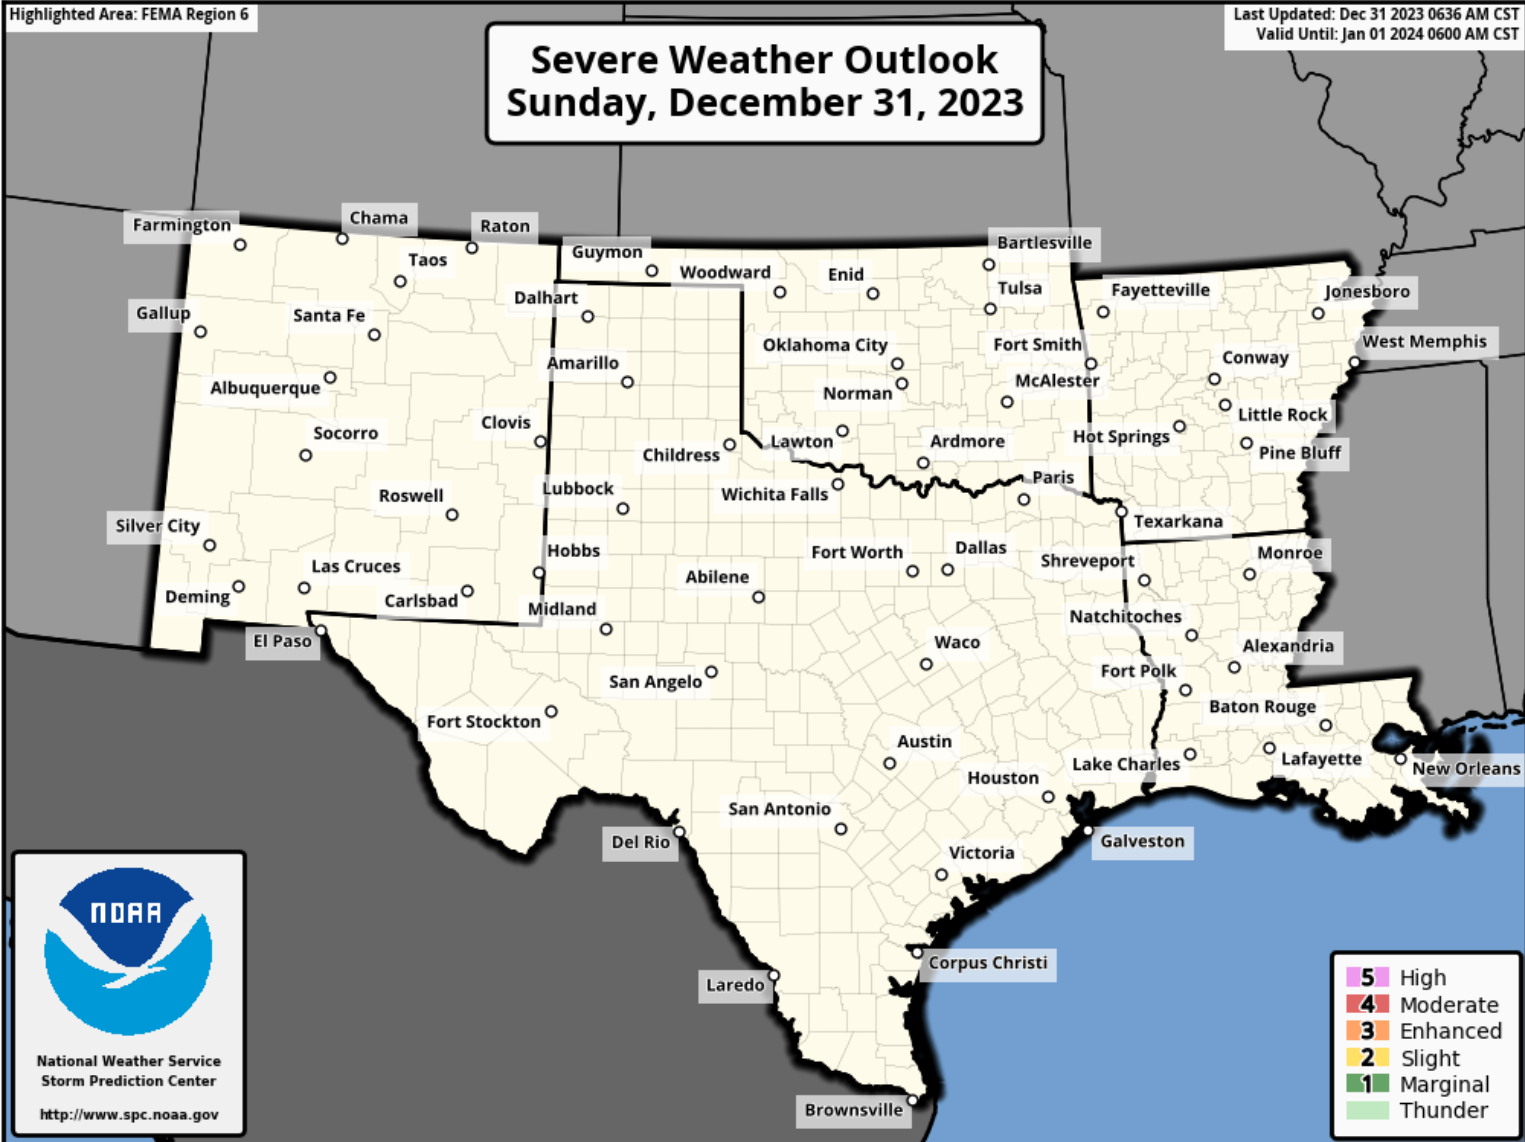 Highlighted Area: FEMA Region 6
Last Updated: Dec 31 2023 0636 AM CST
Valid Until: Jan 01 2024 0600 AM CST
Severe Weather Outlook
Sunday, December 31, 2023
Farmington
Chama
Raton
Taos
Guymon
Woodward
Enid
Bartlesville
Tulsa
Fayetteville
Jonesboro
Gallup
Santa Fe
Dalhart
Oklahoma City
Fort Smith
West Memphis
Albuquerque
Amarillo
Norman
McAlester
Conway
Little Rock
Socorro
Clovis
Childress
Lawton
Ardmore
Hot Springs
Pine Bluff
Roswell
Lubbock
Wichita Falls
Paris
Texarkana
Silver City
Las Cruces
Hobbs
Abilene
Fort Worth
Dallas
Shreveport
Monroe
Deming
Carlsbad
Midland
Natchitoches
El Paso
San Angelo
Waco
Fort Polk
Alexandria
Fort Stockton
Austin
Baton Rouge
Houston
Lake Charles
Lafayette
New Orleans
Del Rio
San Antonio
Galveston
Victoria
Laredo
Corpus Christi
Brownsville
NOAA
National Weather Service
Storm Prediction Center
http://www.spc.noaa.gov
5 High
4 Moderate
3 Enhanced
2 Slight
1 Marginal
Thunder